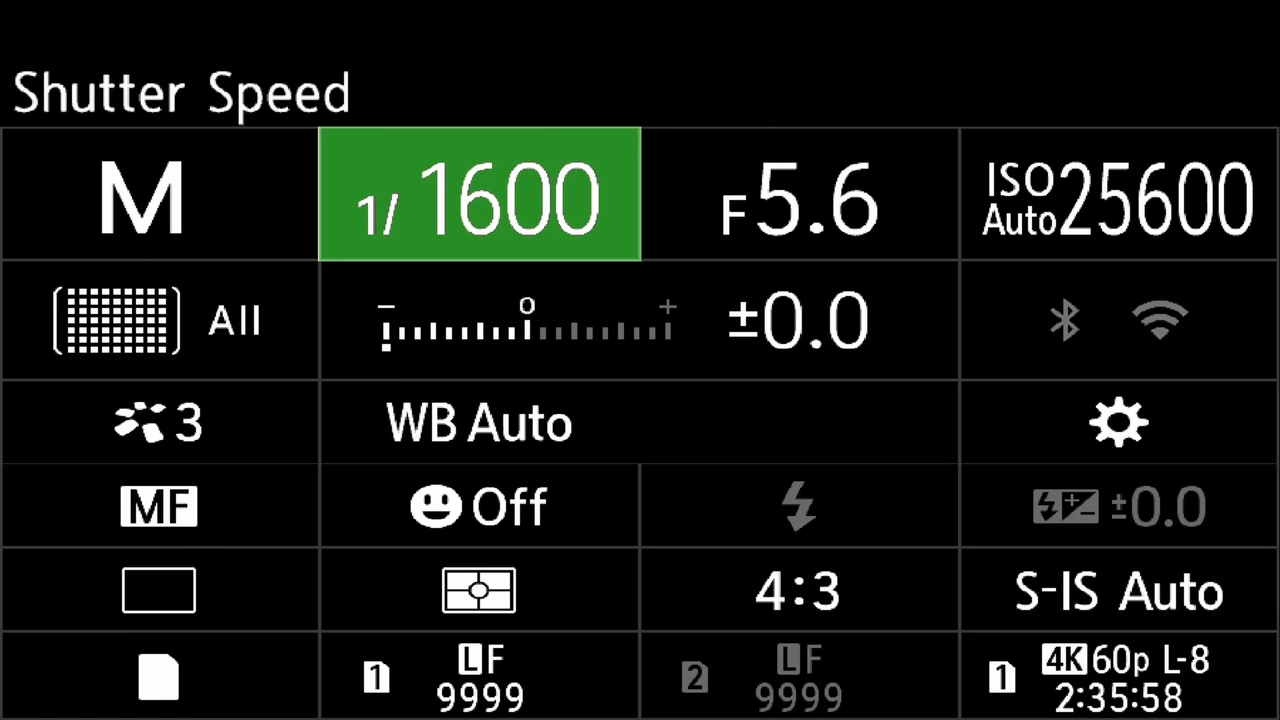 Shutter Speed
M 1/1600 F5.6 ISO Auto 25600
All − 0 + ±0.0
3 WB Auto
MF Off ±0.0
4:3 S-IS Auto
1 LF 9999 2 LF 9999 1 4K 60p L-8 2:35:58